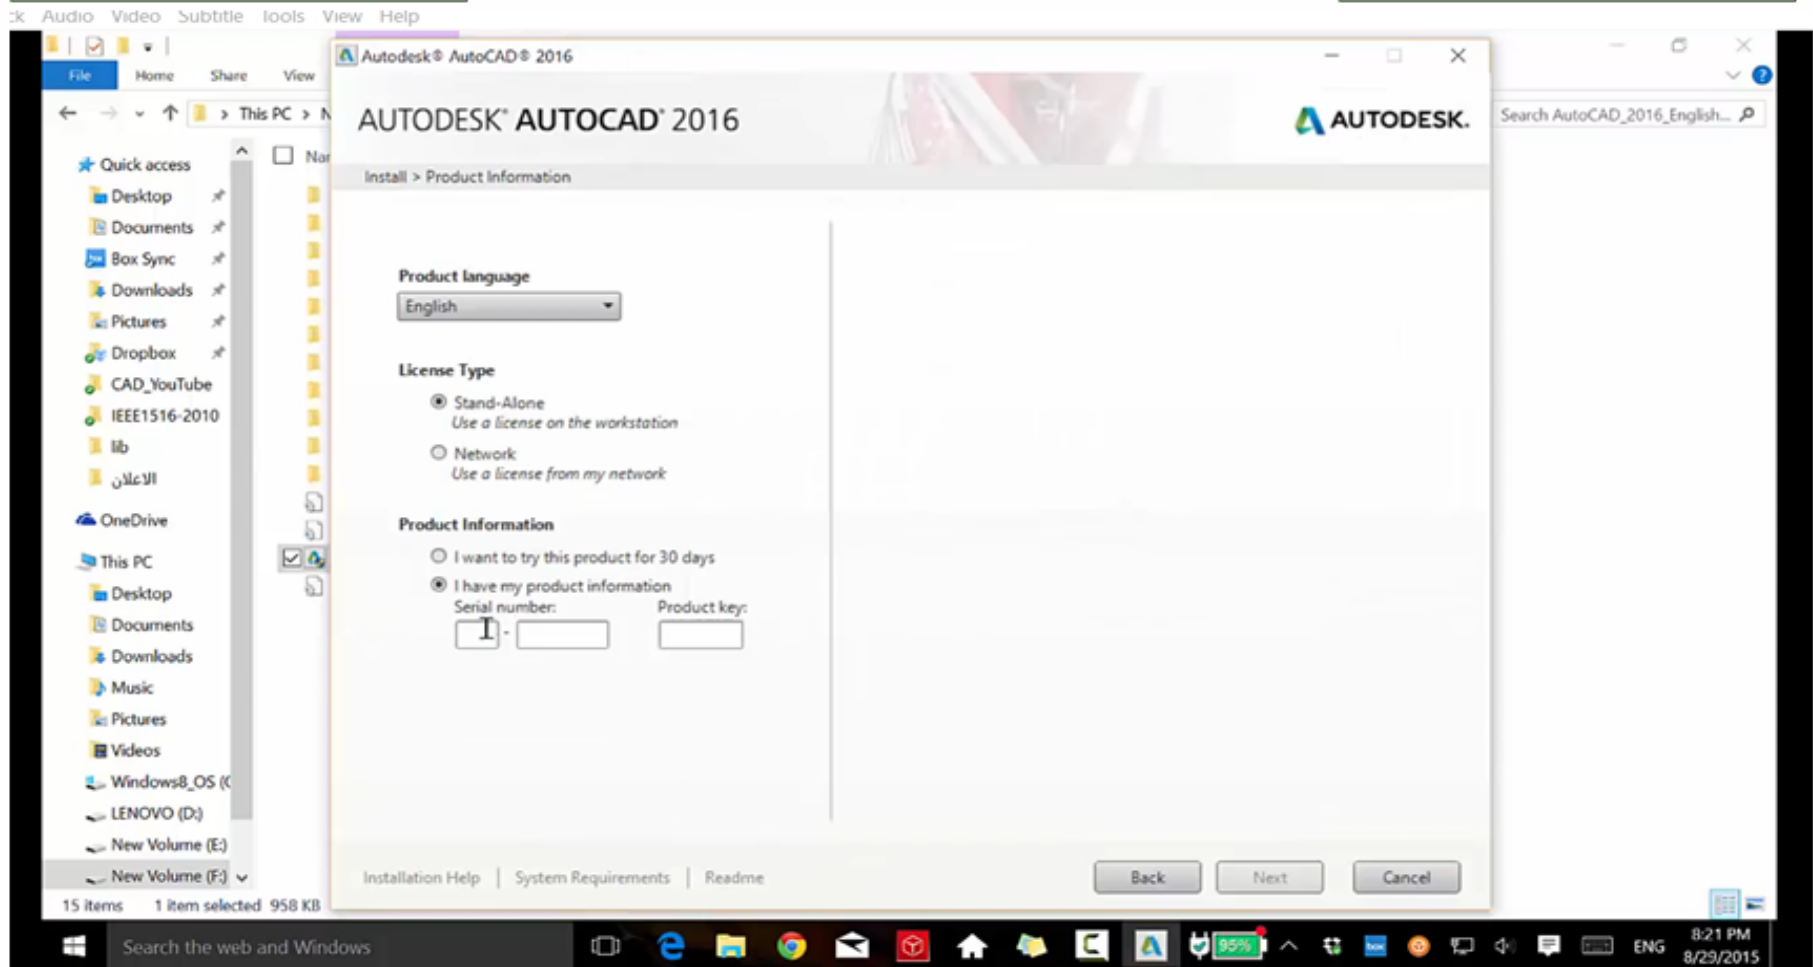 Audio Video Subtitle Tools View Help
Autodesk® AutoCAD® 2016
File Home Share View
This PC > N
AUTODESK® AUTOCAD® 2016
AUTODESK.
Search AutoCAD_2016_English...
Install > Product Information
Quick access
Desktop
Documents
Box Sync
Downloads
Pictures
Dropbox
CAD_YouTube
IEEE1516-2010
lib
الاعلان
OneDrive
This PC
Desktop
Documents
Downloads
Music
Pictures
Videos
Windows8_OS (C
LENOVO (D:)
New Volume (E:)
New Volume (F:)
15 items 1 item selected 958 KB
Product language
English
License Type
Stand-Alone
Use a license on the workstation
Network
Use a license from my network
Product Information
I want to try this product for 30 days
I have my product information
Serial number: Product key:
-
Installation Help | System Requirements | Readme
Back Next Cancel
Search the web and Windows
95%
box
ENG
8:21 PM
8/29/2015